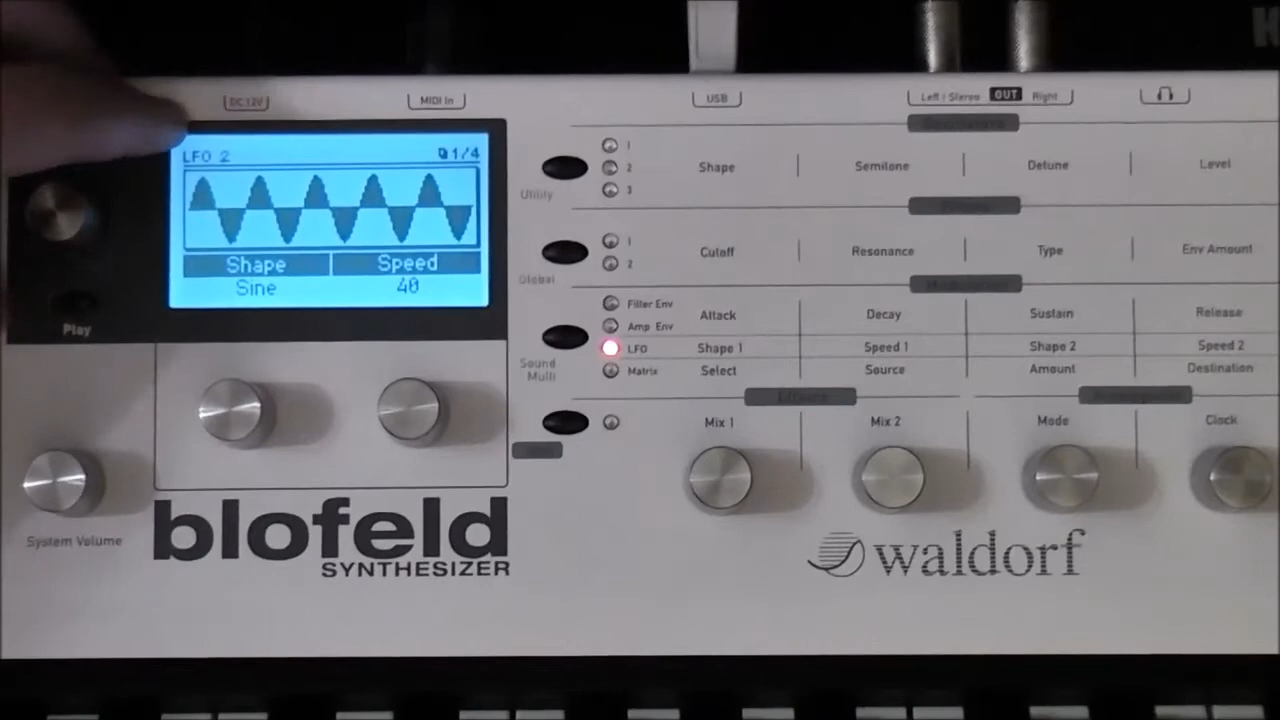 K
DC 12V
MIDI In
USB
Left / Stereo OUT Right
LFO 2
1/4
Shape Speed
Sine 40
Play
System Volume
blofeld
SYNTHESIZER
Utility
1
2
3
Shape Semitone Detune Level
Global
1
2
Cutoff Resonance Type Env Amount
Sound
Multi
Filter Env
Attack Decay Sustain Release
Amp Env
LFO Shape 1 Speed 1 Shape 2 Speed 2
Matrix Select Source Amount Destination
Effects
Mix 1 Mix 2 Mode Clock
waldorf